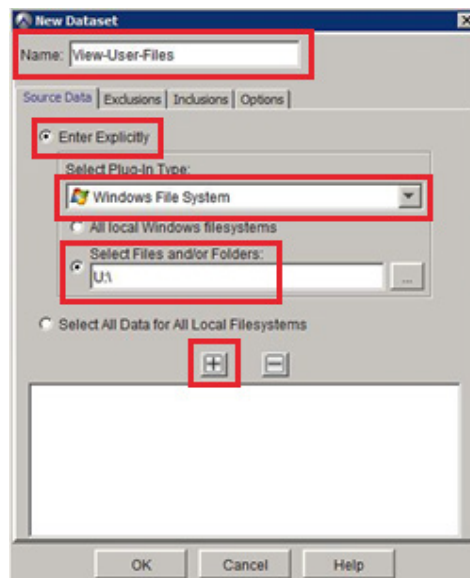 New Dataset
Name: View-User-Files
Source Data Exclusions Inclusions Options
Enter Explicitly
Select Plug-In Type:
Windows File System
All local Windows filesystems
Select Files and/or Folders:
U:\
...
Select All Data for All Local Filesystems
OK Cancel Help